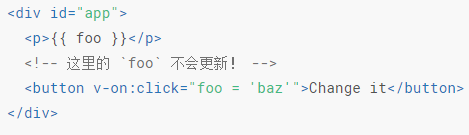 <div id="app">
  <p>{{ foo }}</p>
  <!-- 这里的 `foo` 不会更新! -->
  <button v-on:click="foo = 'baz'">Change it</button>
</div>